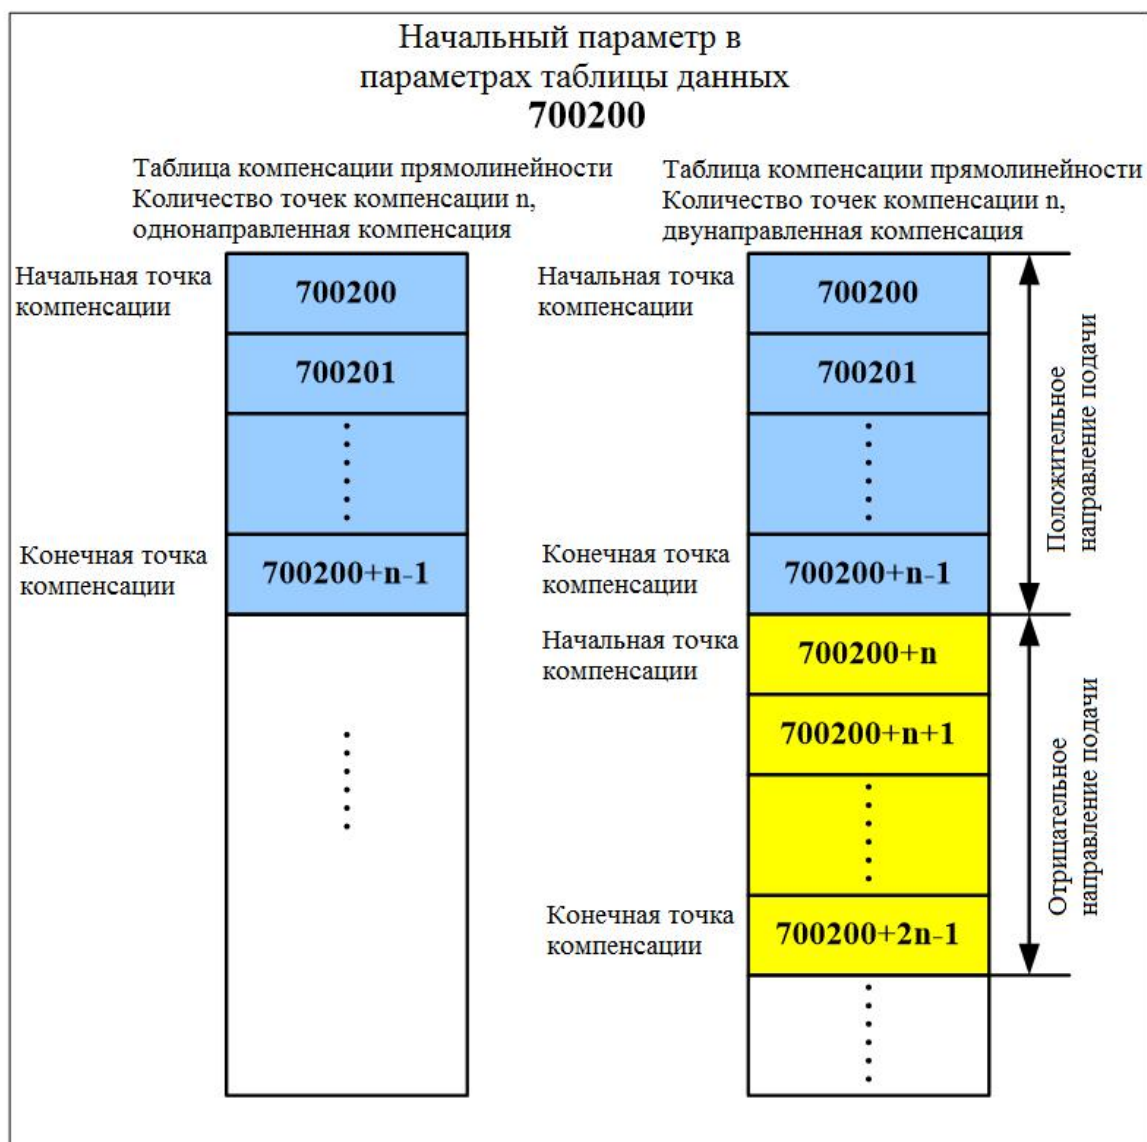 Начальный параметр в
параметрах таблицы данных
700200
Таблица компенсации прямолинейности
Количество точек компенсации n,
однонаправленная компенсация
Начальная точка
компенсации
700200
700201
Конечная точка
компенсации
700200+n-1
Таблица компенсации прямолинейности
Количество точек компенсации n,
двунаправленная компенсация
Начальная точка
компенсации
700200
700201
Конечная точка
компенсации
700200+n-1
Начальная точка
компенсации
700200+n
700200+n+1
Конечная точка
компенсации
700200+2n-1
Положительное
направление подачи
Отрицательное
направление подачи